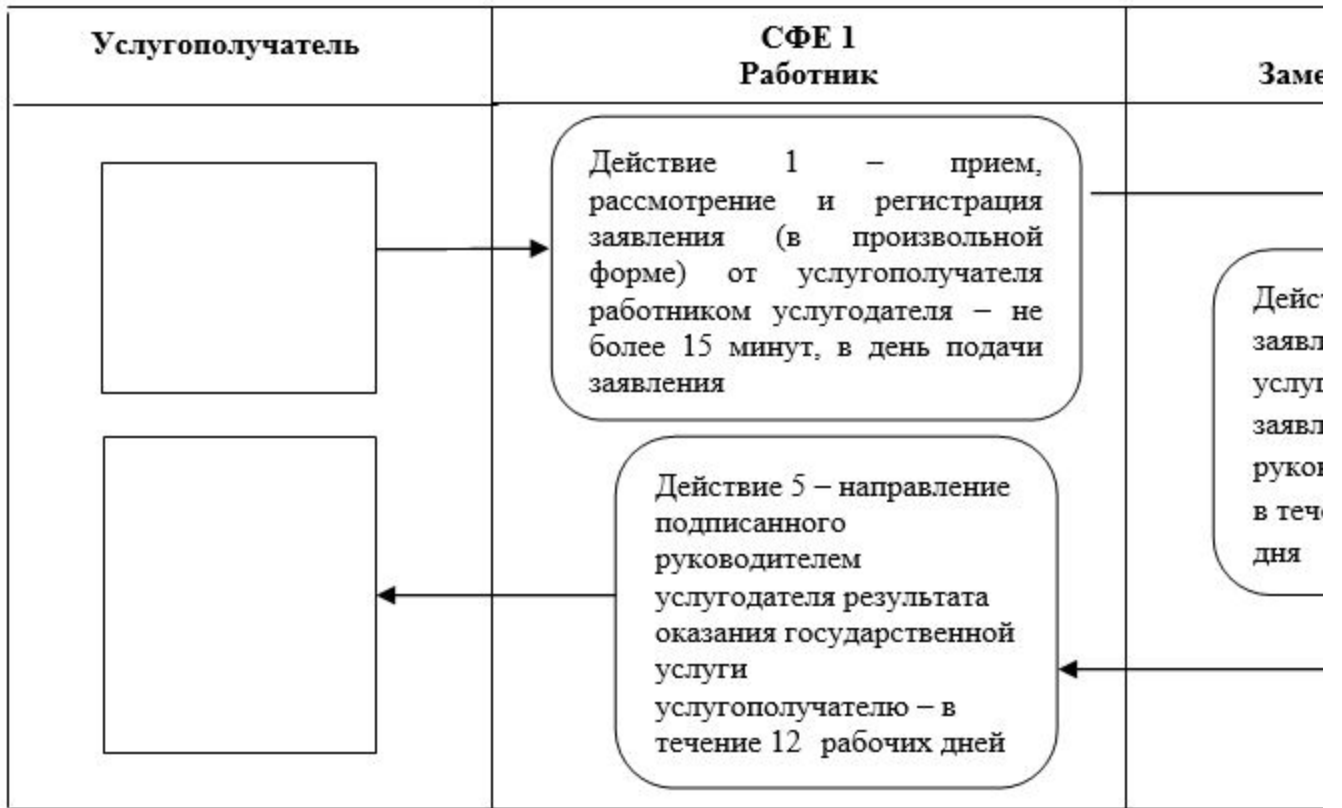 Услугополучатель
СФЕ 1
Работник
Действие 1 – прием,
рассмотрение и регистрация
заявления (в произвольной
форме) от услугополучателя
работником услугодателя – не
более 15 минут, в день подачи
заявления
Действие 5 – направление
подписанного
руководителем
услугодателя результата
оказания государственной
услуги
услугополучателю – в
течение 12 рабочих дней
в
дня